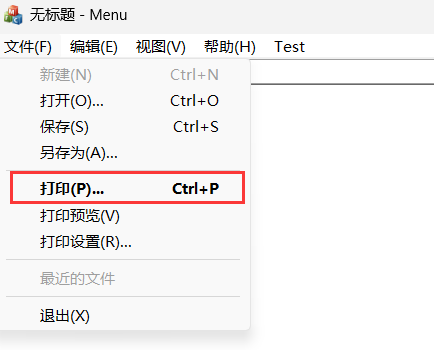 无标题 - Menu
文件(F) 编辑(E) 视图(V) 帮助(H) Test
新建(N) Ctrl+N
打开(O)... Ctrl+O
保存(S) Ctrl+S
另存为(A)...
打印(P)... Ctrl+P
打印预览(V)
打印设置(R)...
最近的文件
退出(X)